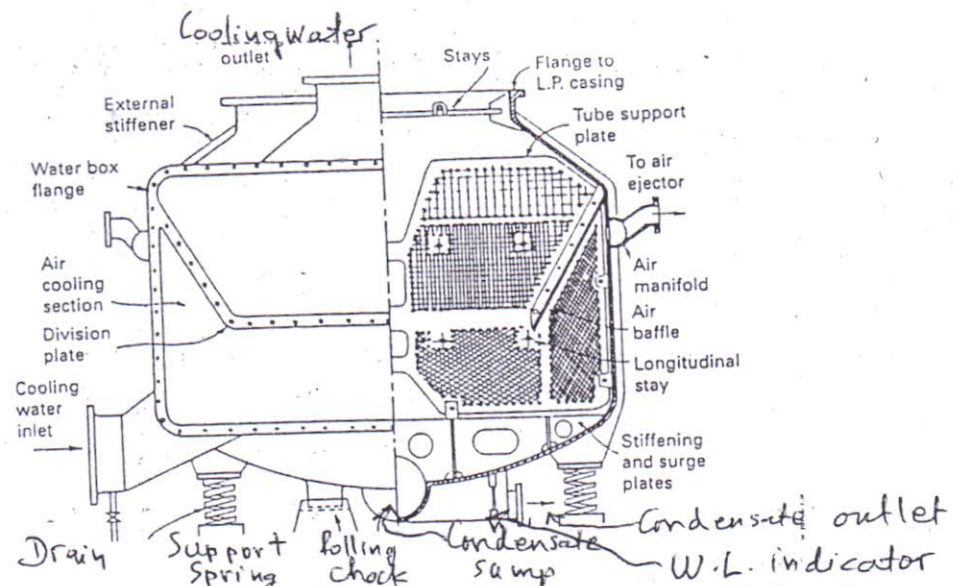 Cooling water
outlet
Stays
Flange to
L.P. casing
External
stiffener
Tube support
plate
Water box
flange
To air
ejector
Air
cooling
section
Air
manifold
Division
plate
Air
baffle
Longitudinal
stay
Cooling
water
inlet
Stiffening
and surge
plates
Drain
Support
Spring
Rolling
chock
Condensate
sump
Condensate outlet
W.L. indicator